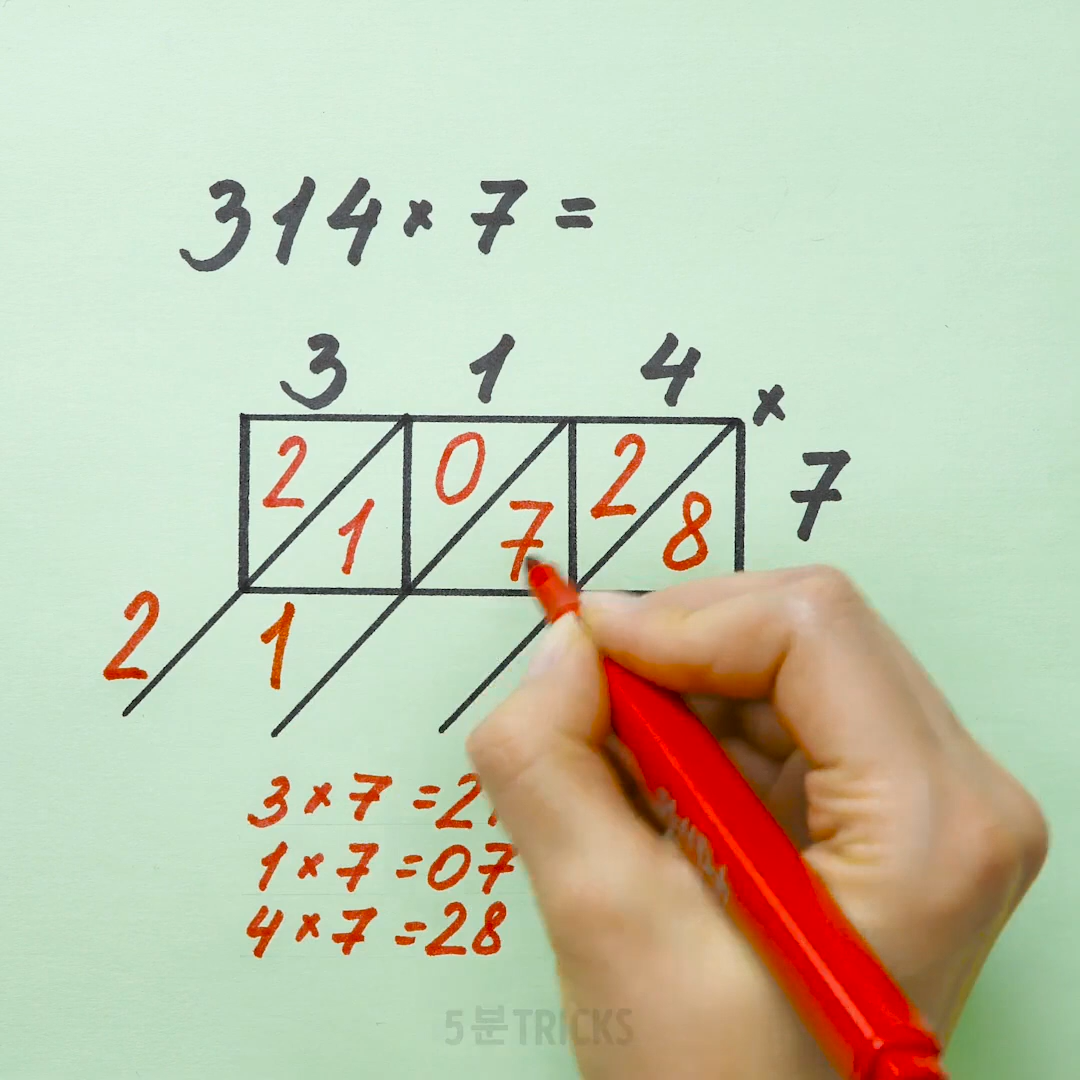 314 × 7 =
3 1 4 ×
2 1 0 7 2 8 7
2 1
3 × 7 = 2
1 × 7 = 07
4 × 7 = 28
5분TRICKS